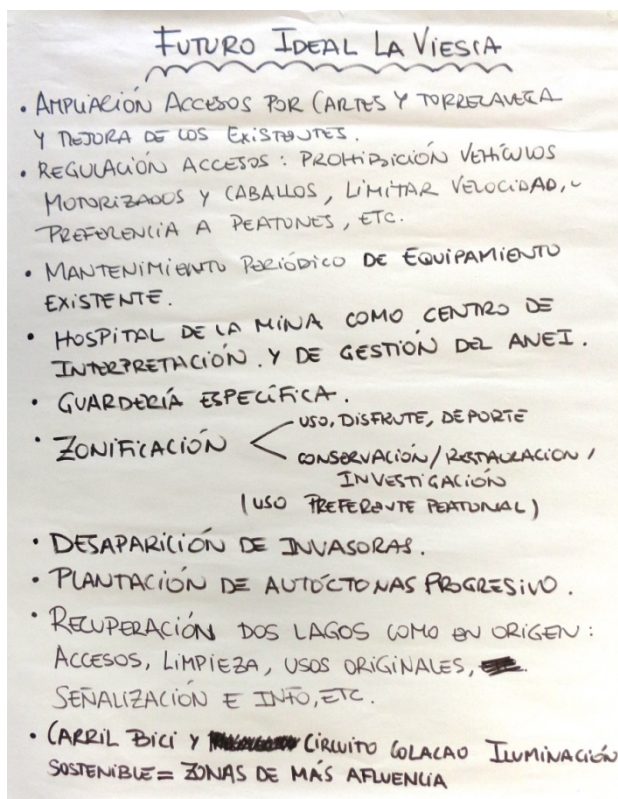 FUTURO IDEAL LA VIESCA
• AMPLIACIÓN ACCESOS POR CARTES Y TORRELAVEGA
Y MEJORA DE LOS EXISTENTES.
• REGULACIÓN ACCESOS: PROHIBICIÓN VEHÍCULOS
MOTORIZADOS Y CABALLOS, LIMITAR VELOCIDAD,
PREFERENCIA A PEATONES, ETC.
• MANTENIMIENTO PERIÓDICO DE EQUIPAMIENTO
EXISTENTE.
• HOSPITAL DE LA MINA COMO CENTRO DE
INTERPRETACIÓN. Y DE GESTIÓN DEL ANEI.
• GUARDERÍA ESPECÍFICA.
• ZONIFICACIÓN < USO, DISFRUTE, DEPORTE
CONSERVACIÓN/RESTAURACIÓN/
INVESTIGACIÓN
(USO PREFERENTE PEATONAL)
• DESAPARICIÓN DE INVASORAS.
• PLANTACIÓN DE AUTÓCTONAS PROGRESIVO.
• RECUPERACIÓN DOS LAGOS COMO EN ORIGEN:
ACCESOS, LIMPIEZA, USOS ORIGINALES,
SEÑALIZACIÓN E INFO, ETC.
• CARRIL BICI Y CIRCUITO COLACAO ILUMINACIÓN
SOSTENIBLE = ZONAS DE MÁS AFLUENCIA